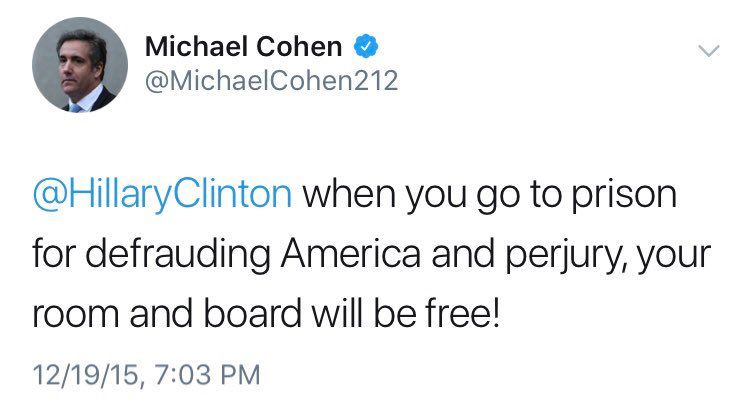 Michael Cohen
@MichaelCohen212
@HillaryClinton when you go to prison
for defrauding America and perjury, your
room and board will be free!
12/19/15, 7:03 PM